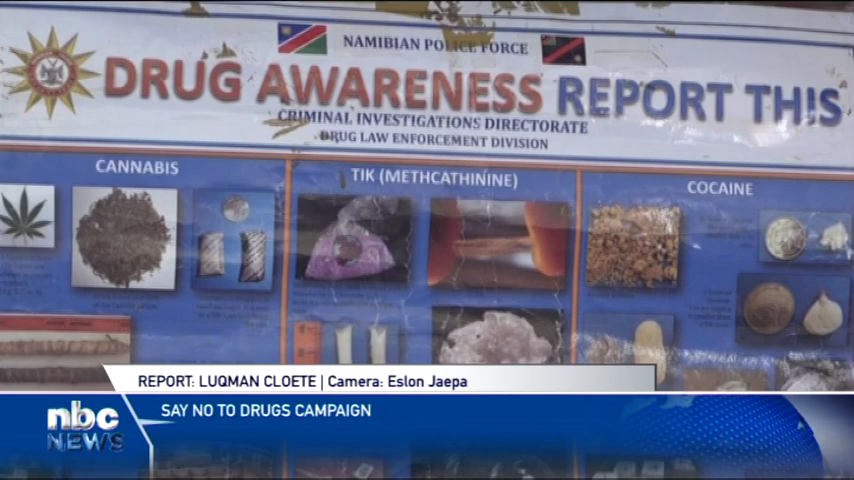 NAMIBIAN POLICE FORCE
DRUG AWARENESS REPORT THIS
CRIMINAL INVESTIGATIONS DIRECTORATE
DRUG LAW ENFORCEMENT DIVISION
CANNABIS
TIK (METHCATHININE)
COCAINE
REPORT: LUQMAN CLOETE | Camera: Eslon Jaepa
nbc
NEWS
SAY NO TO DRUGS CAMPAIGN